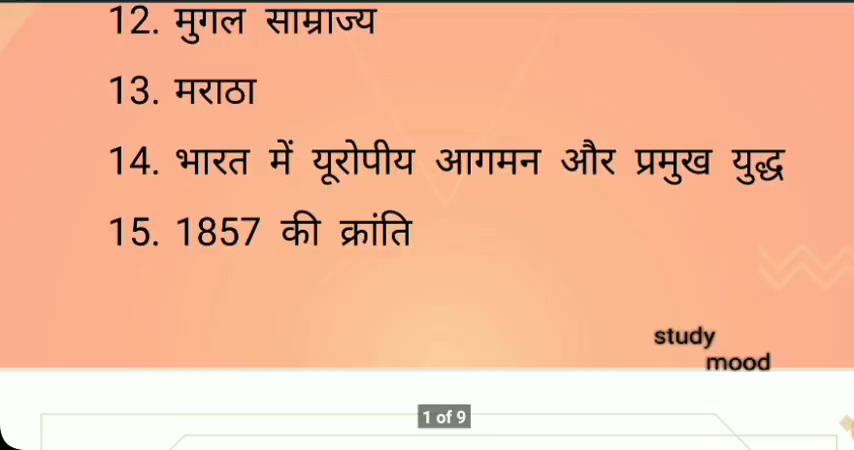 12. मुगल साम्राज्य
13. मराठा
14. भारत में यूरोपीय आगमन और प्रमुख युद्ध
15. 1857 की क्रांति
study
mood
1 of 9